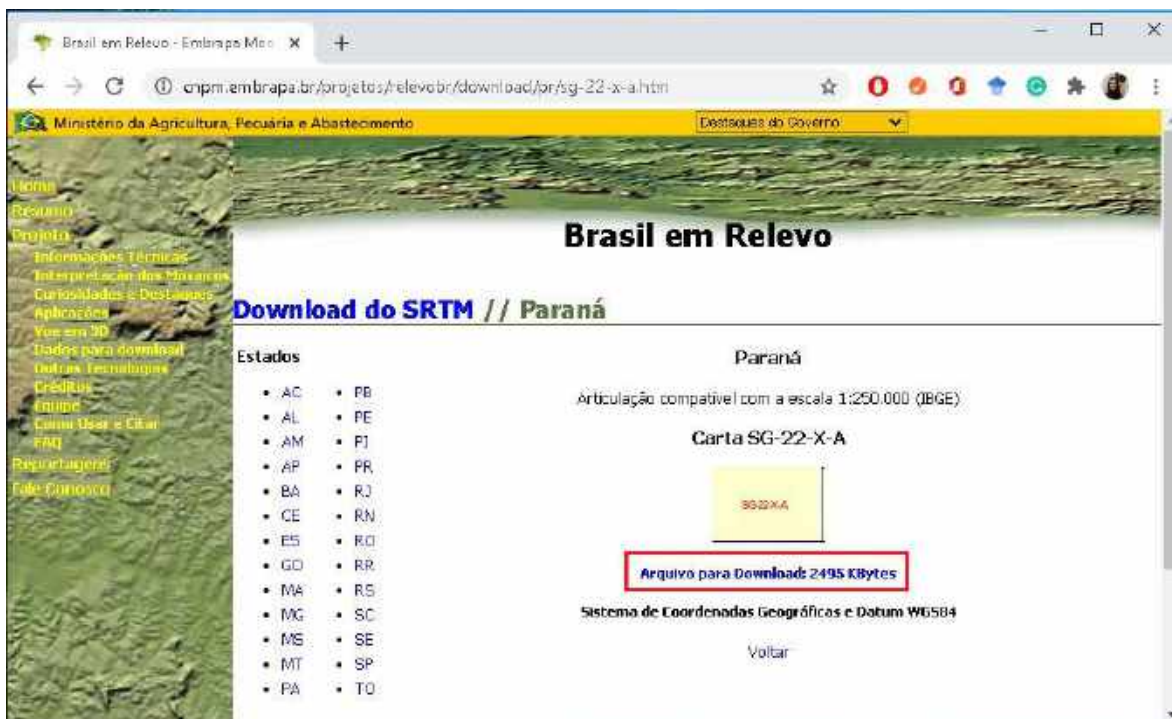 Brasil em Relevo - Embrapa Mon
cnpm.embrapa.br/projetos/relevobr/download/pr/sg-22-x-a.htm
Ministério da Agricultura, Pecuária e Abastecimento
Destaques do Governo
Home
Resumo
Projeto
Informações Técnicas
Interpretação dos Mosaicos
Curiosidades e Destaques
Aplicações
Voe em 3D
Dados para download
Outras Tecnologias
Créditos
Equipe
Como Usar e Citar
FAQ
Reportagens
Fale Conosco
Brasil em Relevo
Download do SRTM // Paraná
Estados
• AC • PB
• AL • PE
• AM • PI
• AP • PR
• BA • RJ
• CE • RN
• ES • RO
• GO • RR
• MA • RS
• MG • SC
• MS • SE
• MT • SP
• PA • TO
Paraná
Articulação compatível com a escala 1:250.000 (IBGE)
Carta SG-22-X-A
SG22XA
Arquivo para Download: 2495 KBytes
Sistema de Coordenadas Geográficas e Datum WGS84
Voltar